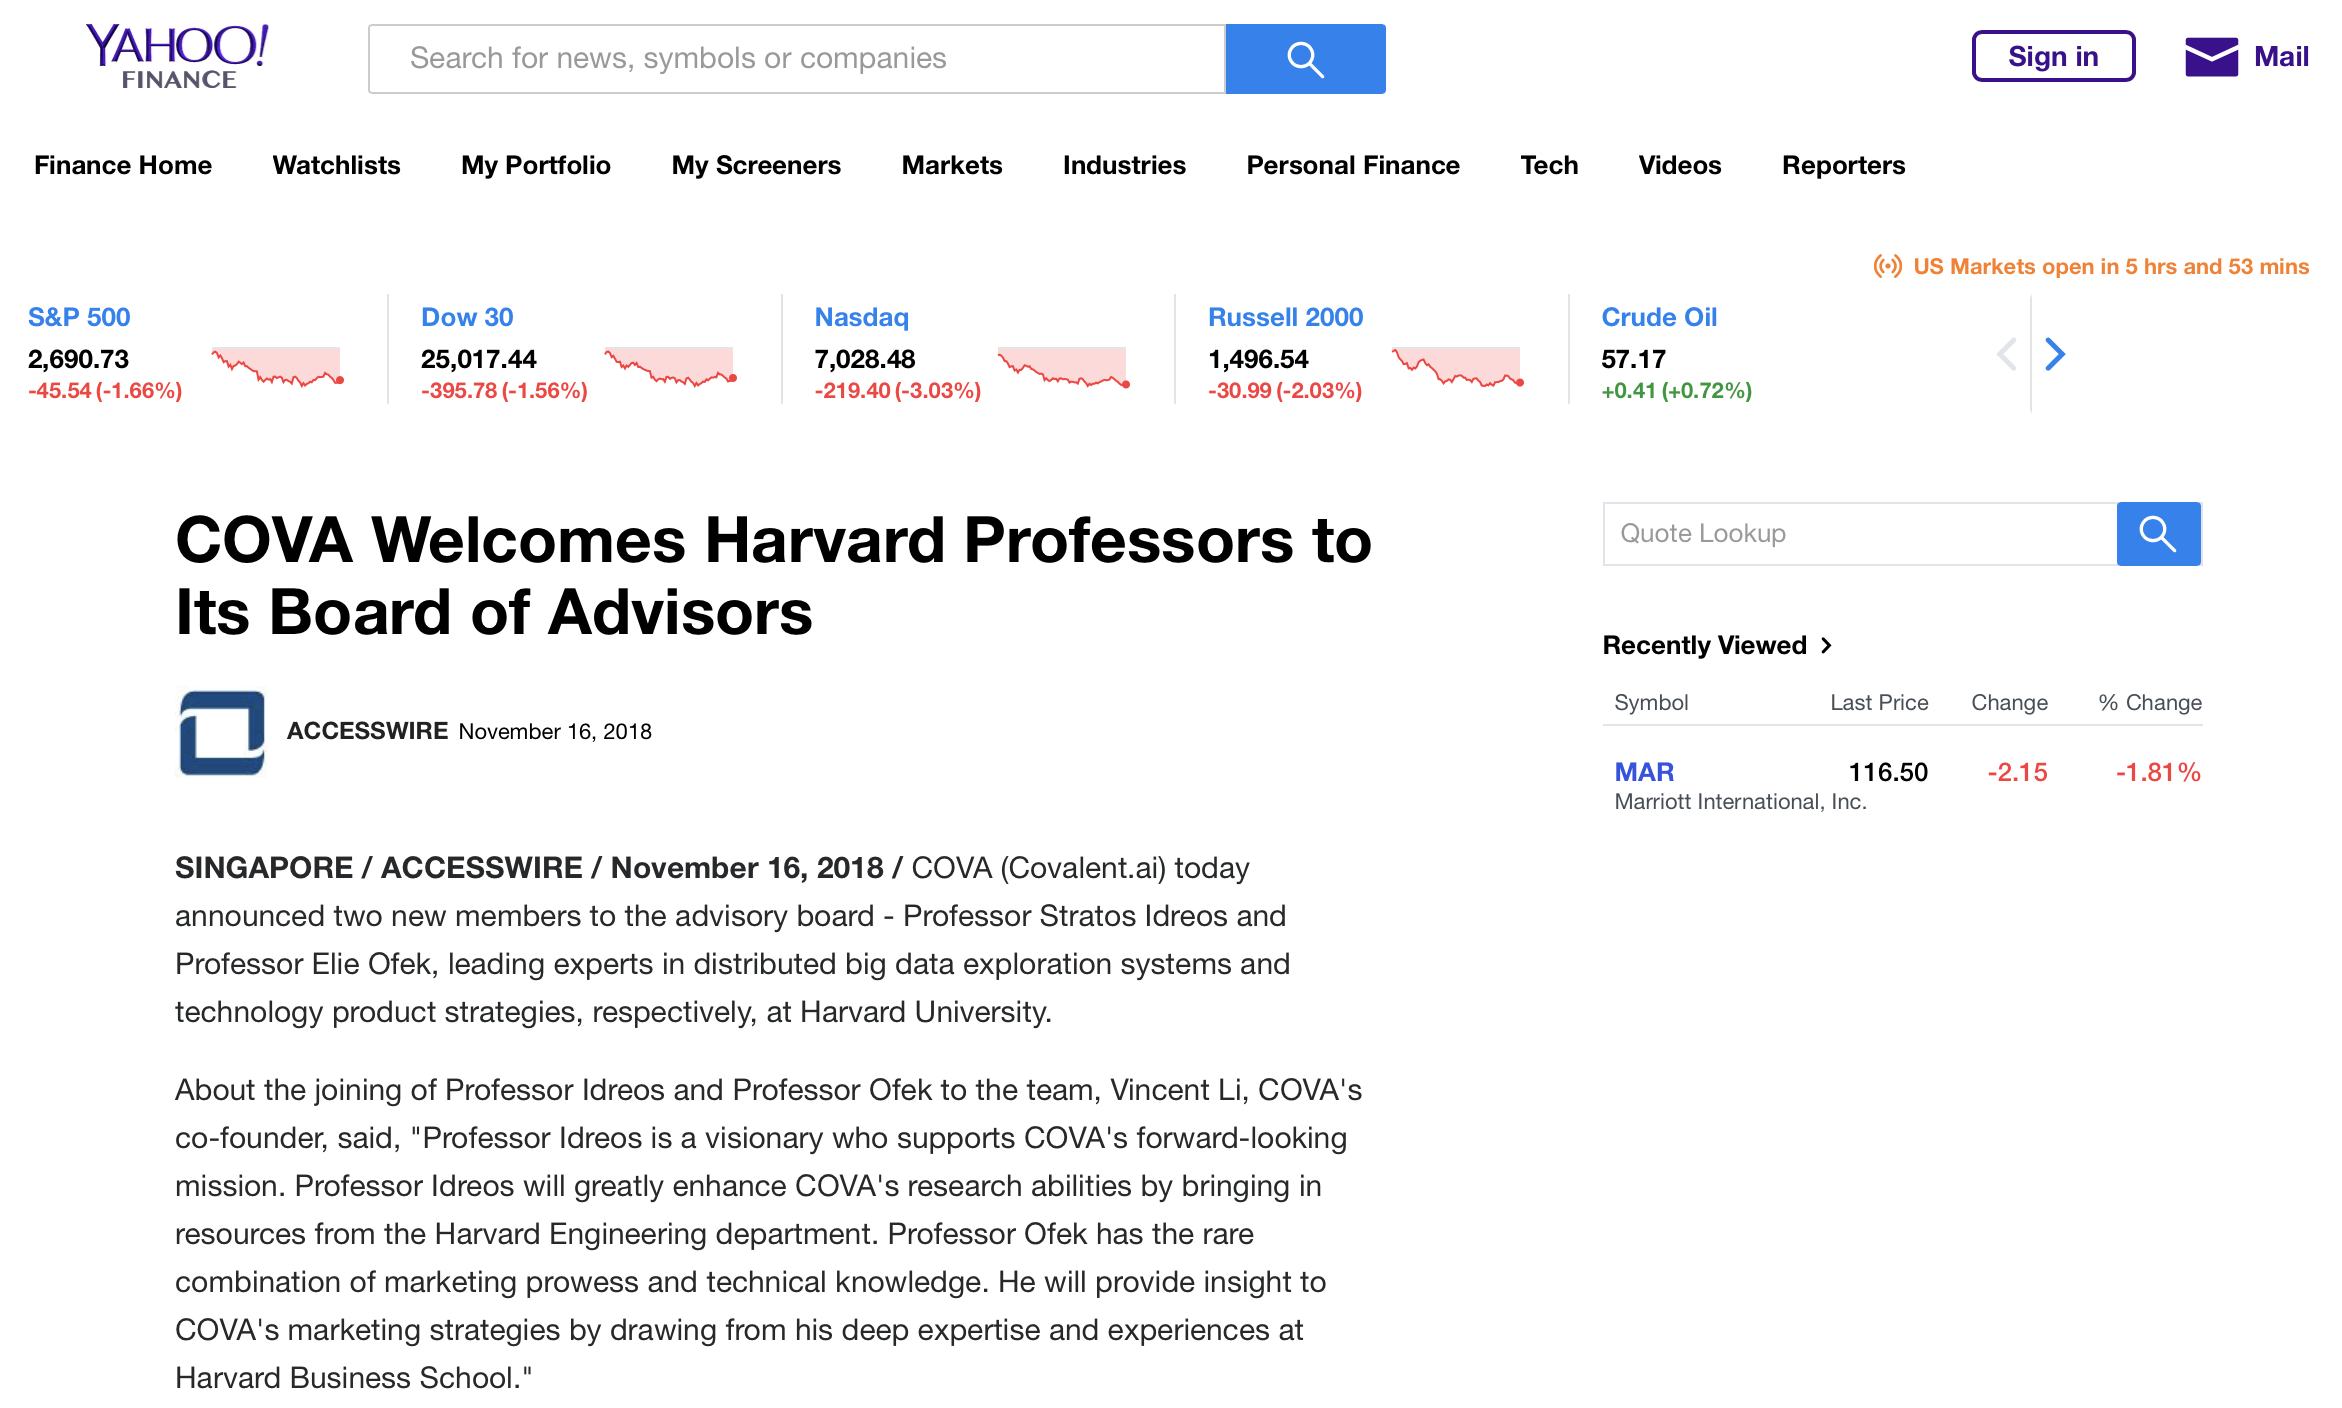 YAHOO!
FINANCE
Search for news, symbols or companies
Sign in
Mail
Finance Home Watchlists My Portfolio My Screeners Markets Industries Personal Finance Tech Videos Reporters
US Markets open in 5 hrs and 53 mins
S&P 500
2,690.73
-45.54 (-1.66%)
Dow 30
25,017.44
-395.78 (-1.56%)
Nasdaq
7,028.48
-219.40 (-3.03%)
Russell 2000
1,496.54
-30.99 (-2.03%)
Crude Oil
57.17
+0.41 (+0.72%)
COVA Welcomes Harvard Professors to
Its Board of Advisors
ACCESSWIRE November 16, 2018
SINGAPORE / ACCESSWIRE / November 16, 2018 / COVA (Covalent.ai) today
announced two new members to the advisory board - Professor Stratos Idreos and
Professor Elie Ofek, leading experts in distributed big data exploration systems and
technology product strategies, respectively, at Harvard University.
About the joining of Professor Idreos and Professor Ofek to the team, Vincent Li, COVA's
co-founder, said, "Professor Idreos is a visionary who supports COVA's forward-looking
mission. Professor Idreos will greatly enhance COVA's research abilities by bringing in
resources from the Harvard Engineering department. Professor Ofek has the rare
combination of marketing prowess and technical knowledge. He will provide insight to
COVA's marketing strategies by drawing from his deep expertise and experiences at
Harvard Business School."
Quote Lookup
Recently Viewed
Symbol Last Price Change % Change
MAR 116.50 -2.15 -1.81%
Marriott International, Inc.